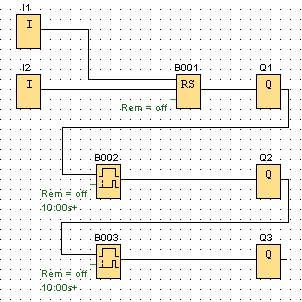 I1
I
I2
I
B001
RS
Rem = off
Q1
Q
B002
Rem = off
10:00s+
Q2
Q
B003
Rem = off
10:00s+
Q3
Q